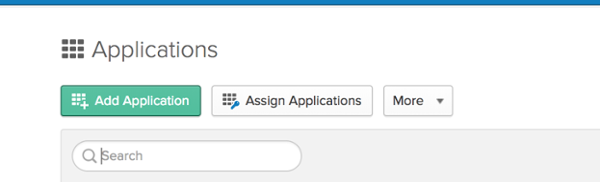 Applications
Add Application Assign Applications More
Search